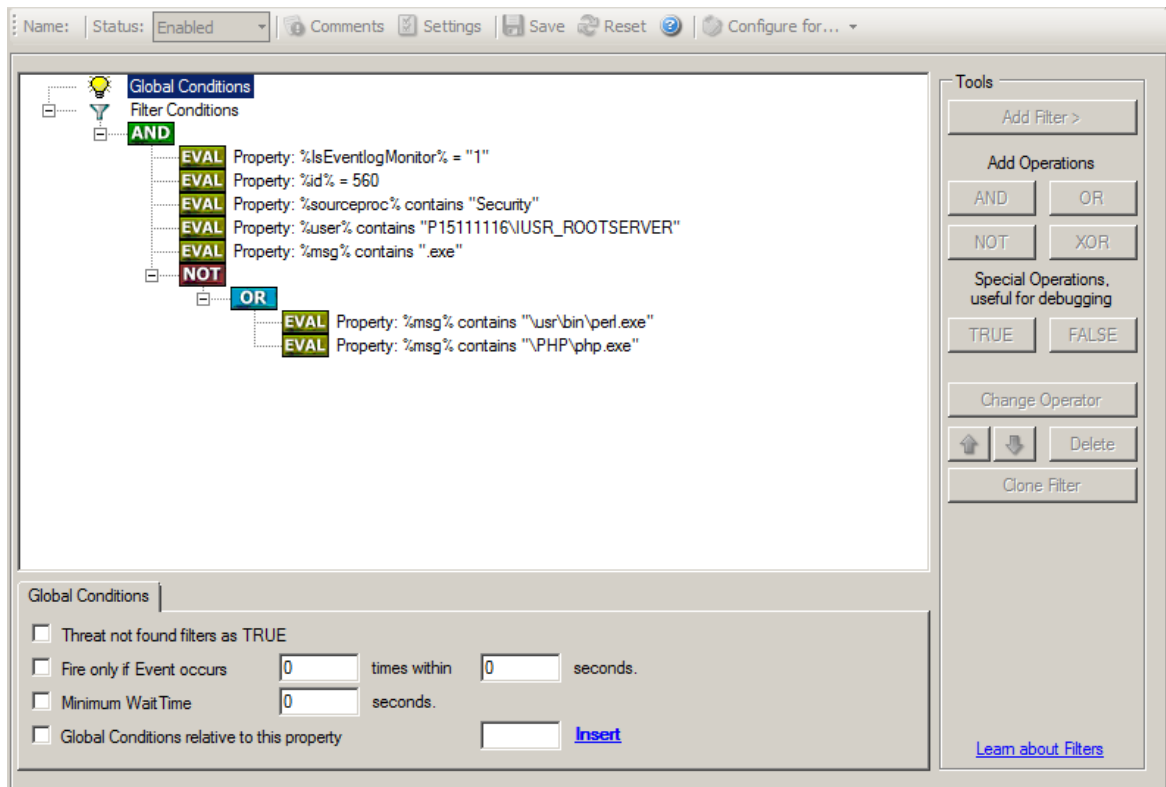 Name: Status: Enabled Comments Settings Save Reset Configure for...
Global Conditions
Filter Conditions
AND
EVAL Property: %IsEventlogMonitor% = "1"
EVAL Property: %id% = 560
EVAL Property: %sourceproc% contains "Security"
EVAL Property: %user% contains "P15111116\IUSR_ROOTSERVER"
EVAL Property: %msg% contains ".exe"
NOT
OR
EVAL Property: %msg% contains "\usr\bin\perl.exe"
EVAL Property: %msg% contains "\PHP\php.exe"
Tools
Add Filter >
Add Operations
AND OR
NOT XOR
Special Operations,
useful for debugging
TRUE FALSE
Change Operator
Delete
Clone Filter
Learn about Filters
Global Conditions
Threat not found filters as TRUE
Fire only if Event occurs 0 times within 0 seconds.
Minimum WaitTime 0 seconds.
Global Conditions relative to this property Insert